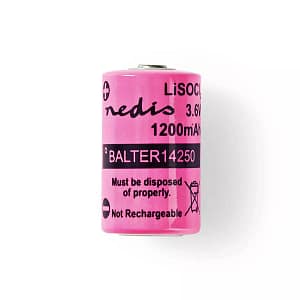 LiSOCl
nedis 3.6V
1200mAh
BALTER14250
Must be disposed
of properly.
Not Rechargeable